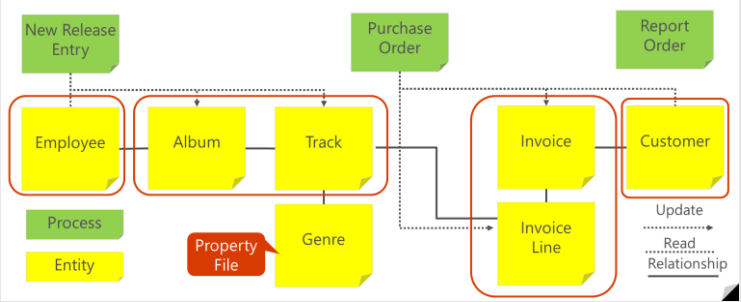 New Release
Entry
Purchase
Order
Report
Order
Employee
Album
Track
Invoice
Customer
Process
Entity
Property
File
Genre
Invoice
Line
Update
Read
Relationship